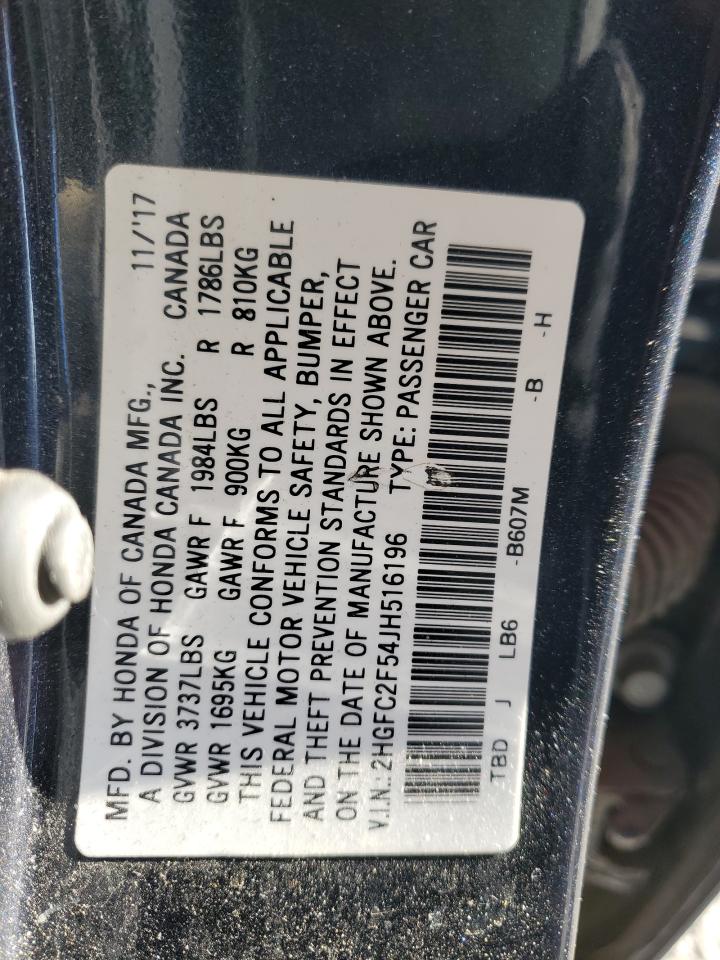 MFD. BY HONDA OF CANADA MFG., 11/'17
A DIVISION OF HONDA CANADA INC. CANADA
GVWR 3737LBS GAWR F 1984LBS R 1786LBS
GVWR 1695KG GAWR F 900KG R 810KG
THIS VEHICLE CONFORMS TO ALL APPLICABLE
FEDERAL MOTOR VEHICLE SAFETY, BUMPER,
AND THEFT PREVENTION STANDARDS IN EFFECT
ON THE DATE OF MANUFACTURE SHOWN ABOVE.
V.I.N.: 2HGFC2F54JH516196 TYPE: PASSENGER CAR
TBD J LB6 -B607M -B -H